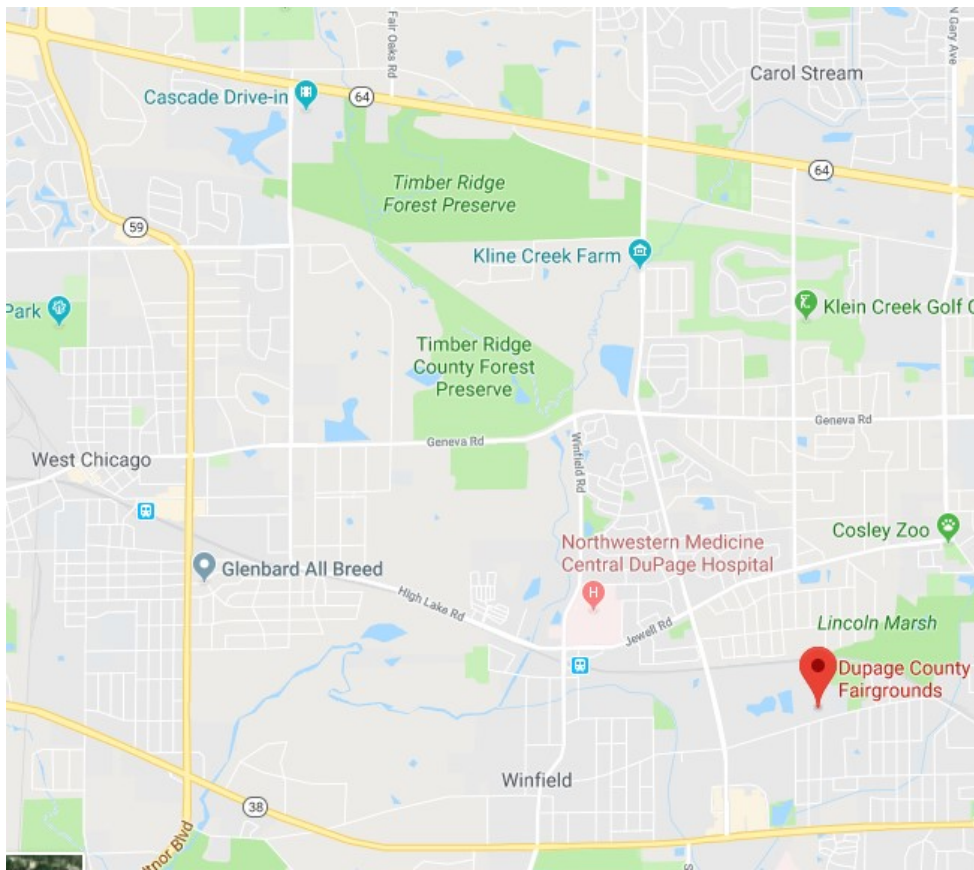 Fair Oaks Rd
N Gary Ave
Carol Stream
Cascade Drive-in
64
Timber Ridge
Forest Preserve
64
59
Kline Creek Farm
Park
Klein Creek Golf C
Timber Ridge
County Forest
Preserve
Geneva Rd
Geneva Rd
Winfield Rd
West Chicago
Cosley Zoo
Northwestern Medicine
Central DuPage Hospital
H
Glenbard All Breed
High Lake Rd
Jewell Rd
Lincoln Marsh
Dupage County
Fairgrounds
Winfield
38
ltnor Blvd
S